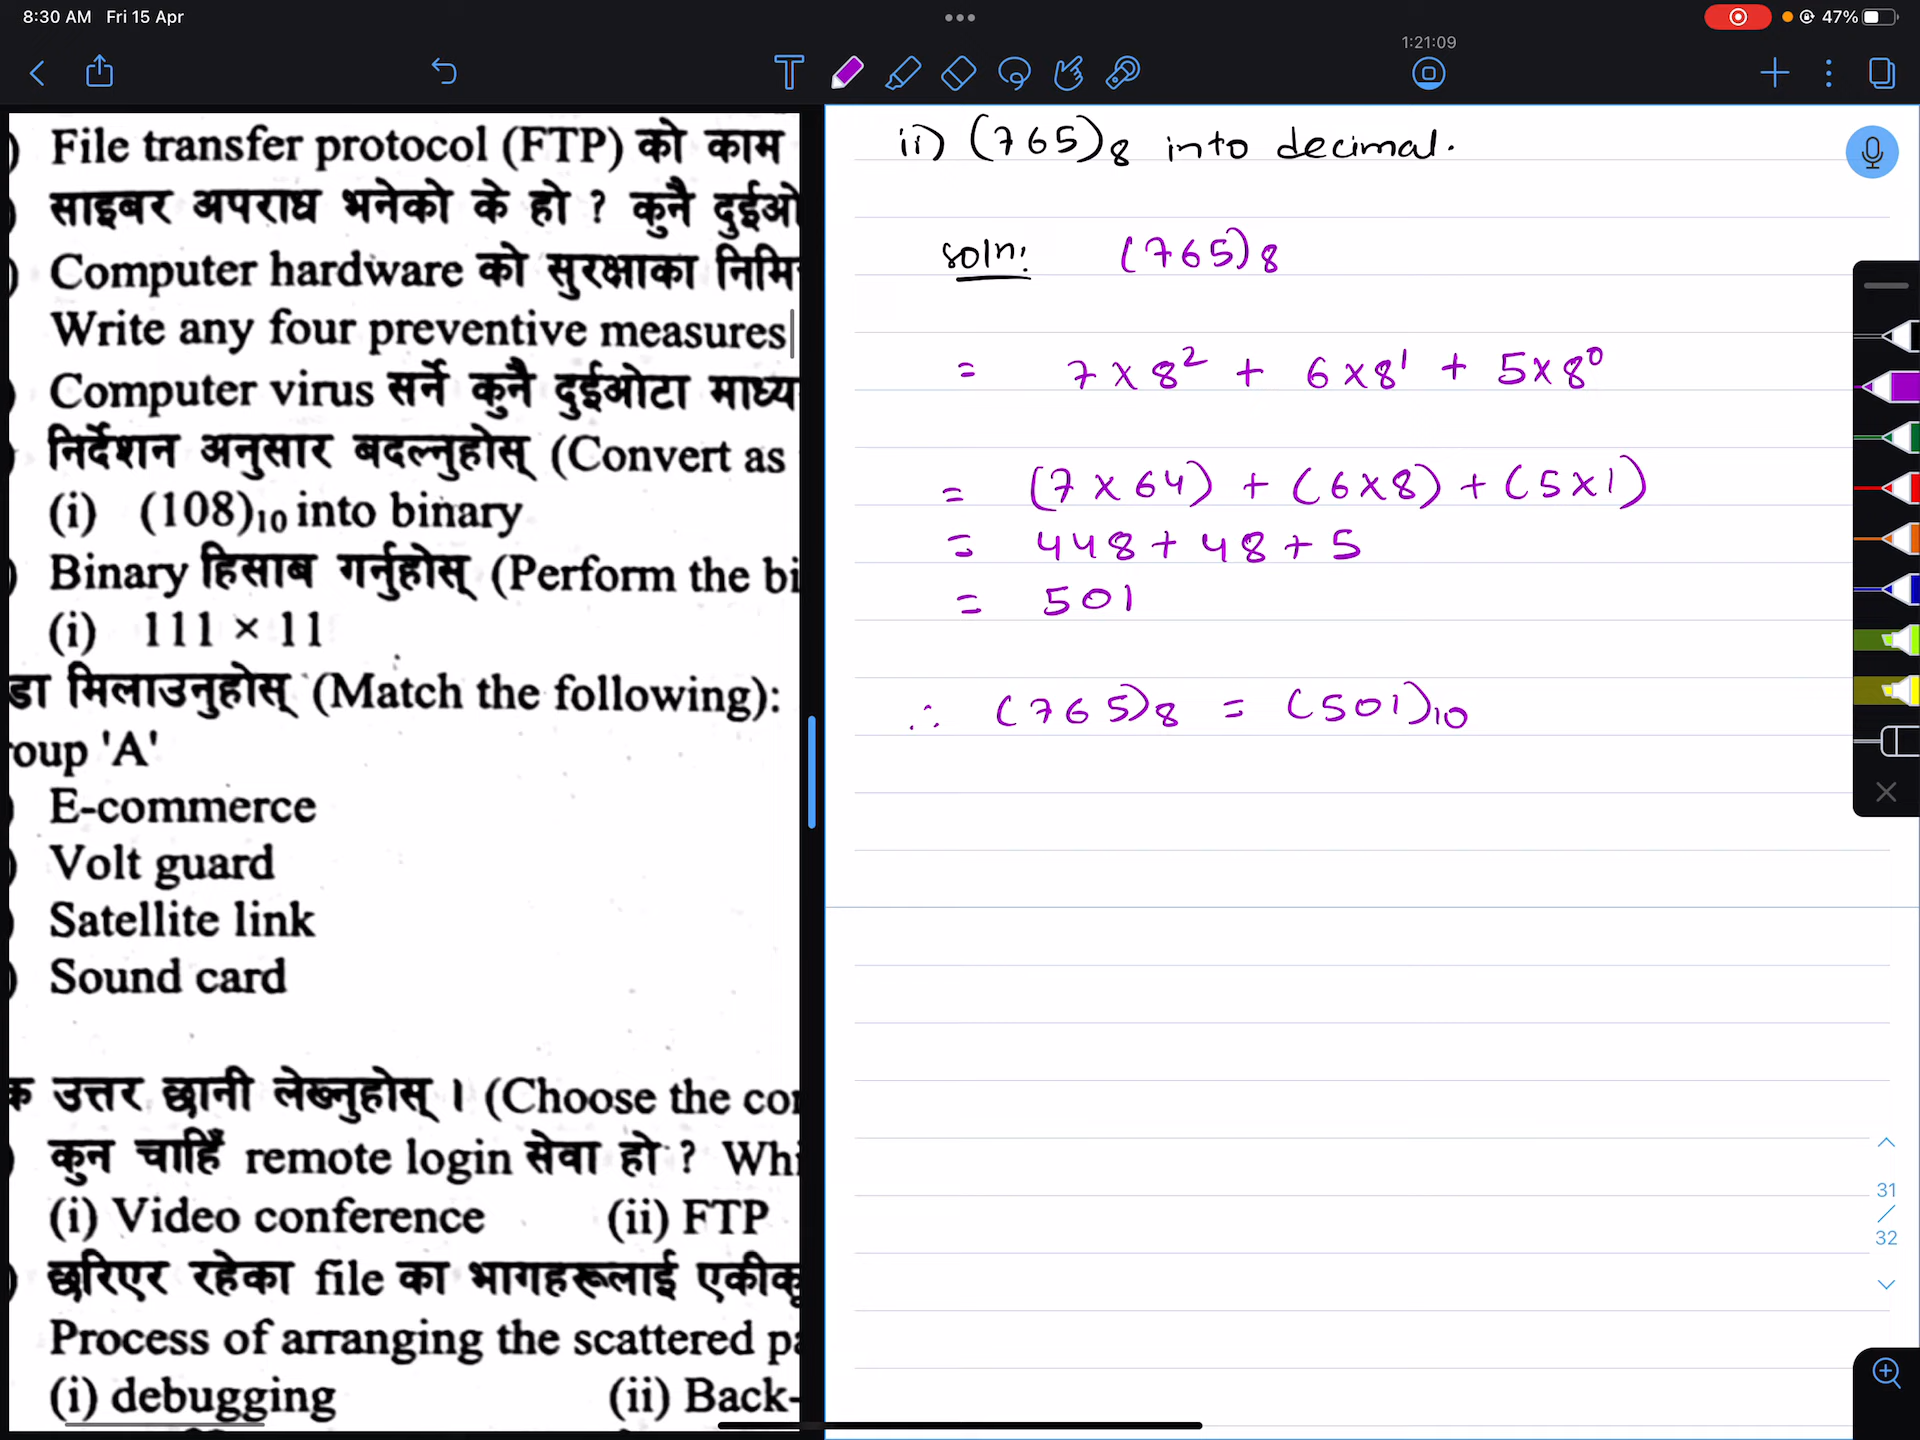 8:30 AM Fri 15 Apr
47%
1:21:09
) File transfer protocol (FTP) को काम
) साइबर अपराध भनेको के हो ? कुनै दुईओ
) Computer hardware को सुरक्षाका निमि
Write any four preventive measures
) Computer virus सर्ने कुनै दुईओटा माध्य
) निर्देशन अनुसार बदल्नुहोस् (Convert as
(i) (108)₁₀ into binary
) Binary हिसाब गर्नुहोस् (Perform the bi
(i) 111 × 11
डा मिलाउनुहोस् (Match the following):
oup 'A'
) E-commerce
) Volt guard
) Satellite link
) Sound card
क उत्तर छानी लेख्नुहोस् । (Choose the co
) कुन चाहिँ remote login सेवा हो ? Whi
(i) Video conference (ii) FTP
) छरिएर रहेका file का भागहरूलाई एकीकृ
Process of arranging the scattered pa
(i) debugging (ii) Back-
ii) (765)₈ into decimal.
soln: (765)₈
= 7 × 8² + 6 × 8¹ + 5 × 8⁰
= (7 × 64) + (6 × 8) + (5 × 1)
= 448 + 48 + 5
= 501
∴ (765)₈ = (501)₁₀
31
/
32